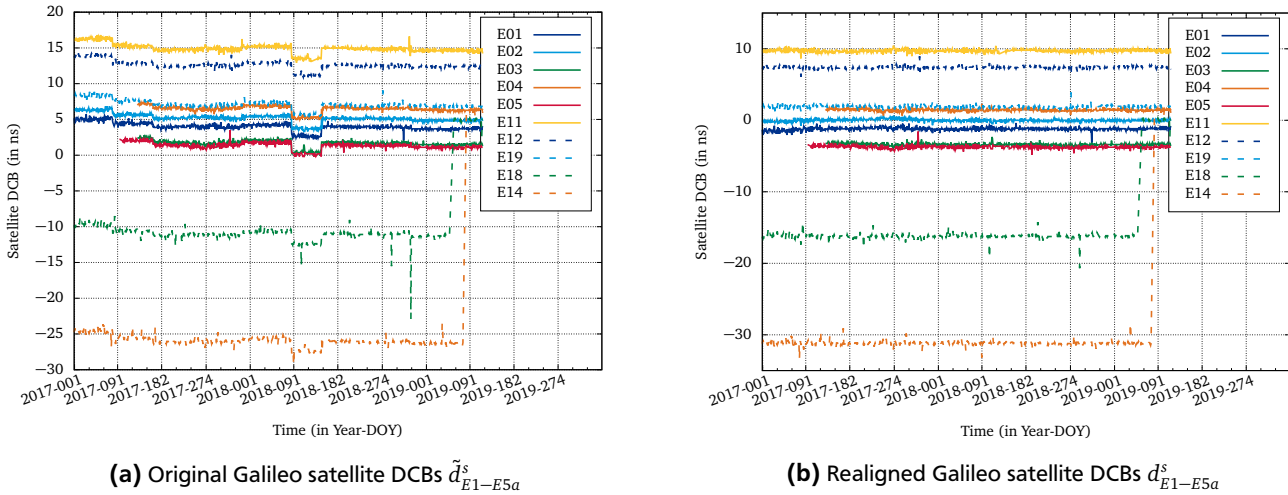 20
15
10
5
0
−5
−10
−15
−20
−25
−30
Satellite DCB (in ns)
2017-001
2017-091
2017-182
2017-274
2018-001
2018-091
2018-182
2018-274
2019-001
2019-091
2019-182
2019-274
Time (in Year-DOY)
E01
E02
E03
E04
E05
E11
E12
E19
E18
E14
(a) Original Galileo satellite DCBs d̃ˢ_E1−E5a
10
0
−10
−20
−30
Satellite DCB (in ns)
2017-001
2017-091
2017-182
2017-274
2018-001
2018-091
2018-182
2018-274
2019-001
2019-091
2019-182
2019-274
Time (in Year-DOY)
E01
E02
E03
E04
E05
E11
E12
E19
E18
E14
(b) Realigned Galileo satellite DCBs dˢ_E1−E5a